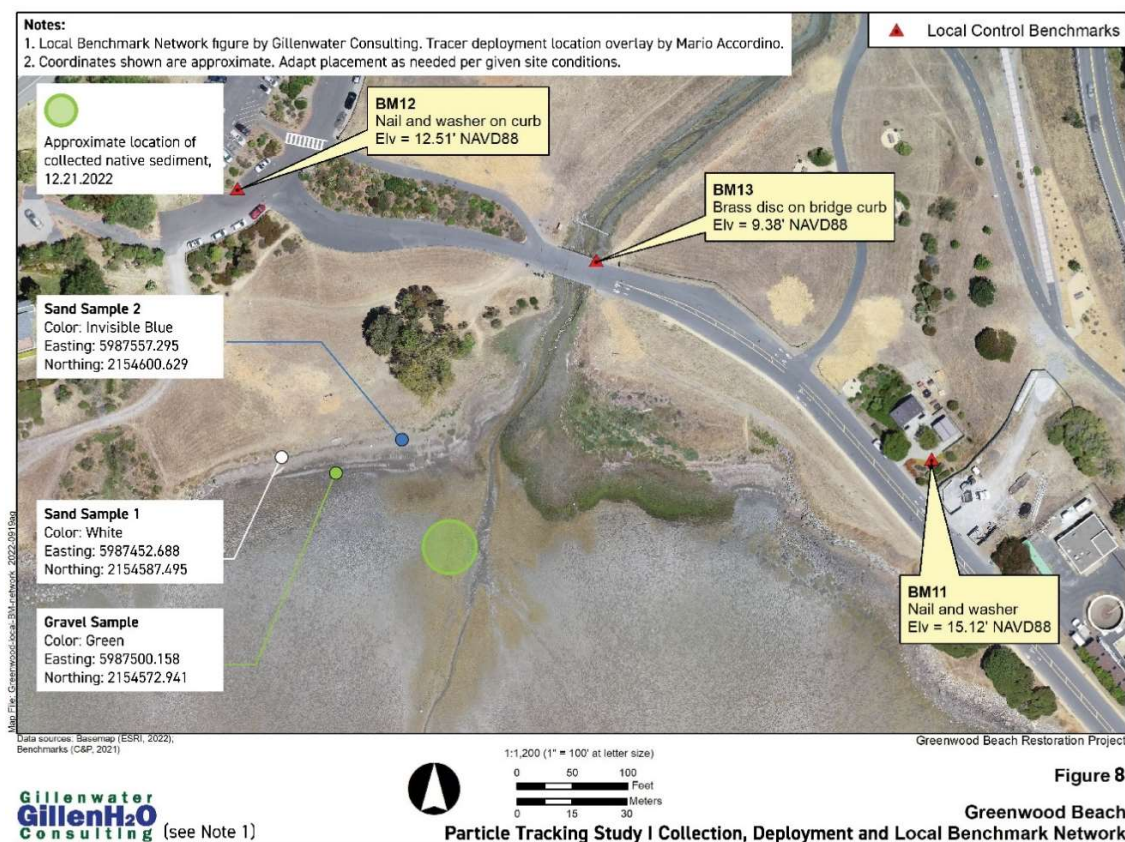 Notes:
1. Local Benchmark Network figure by Gillenwater Consulting. Tracer deployment location overlay by Mario Accordino.
2. Coordinates shown are approximate. Adapt placement as needed per given site conditions.
Local Control Benchmarks
Approximate location of
collected native sediment,
12.21.2022
BM12
Nail and washer on curb
Elv = 12.51' NAVD88
BM13
Brass disc on bridge curb
Elv = 9.38' NAVD88
Sand Sample 2
Color: Invisible Blue
Easting: 5987557.295
Northing: 2154600.629
Sand Sample 1
Color: White
Easting: 5987452.688
Northing: 2154587.495
Gravel Sample
Color: Green
Easting: 5987500.158
Northing: 2154572.941
BM11
Nail and washer
Elv = 15.12' NAVD88
Map File: Greenwood-local-BM-network_2022-0919ag
Data sources: Basemap (ESRI, 2022),
Benchmarks (C&P, 2021)
Greenwood Beach Restoration Project
1:1,200 (1" = 100' at letter size)
0 50 100
Feet
Meters
0 15 30
Figure 8
Greenwood Beach
Particle Tracking Study | Collection, Deployment and Local Benchmark Network
Gillenwater
GillenH₂O
Consulting (see Note 1)